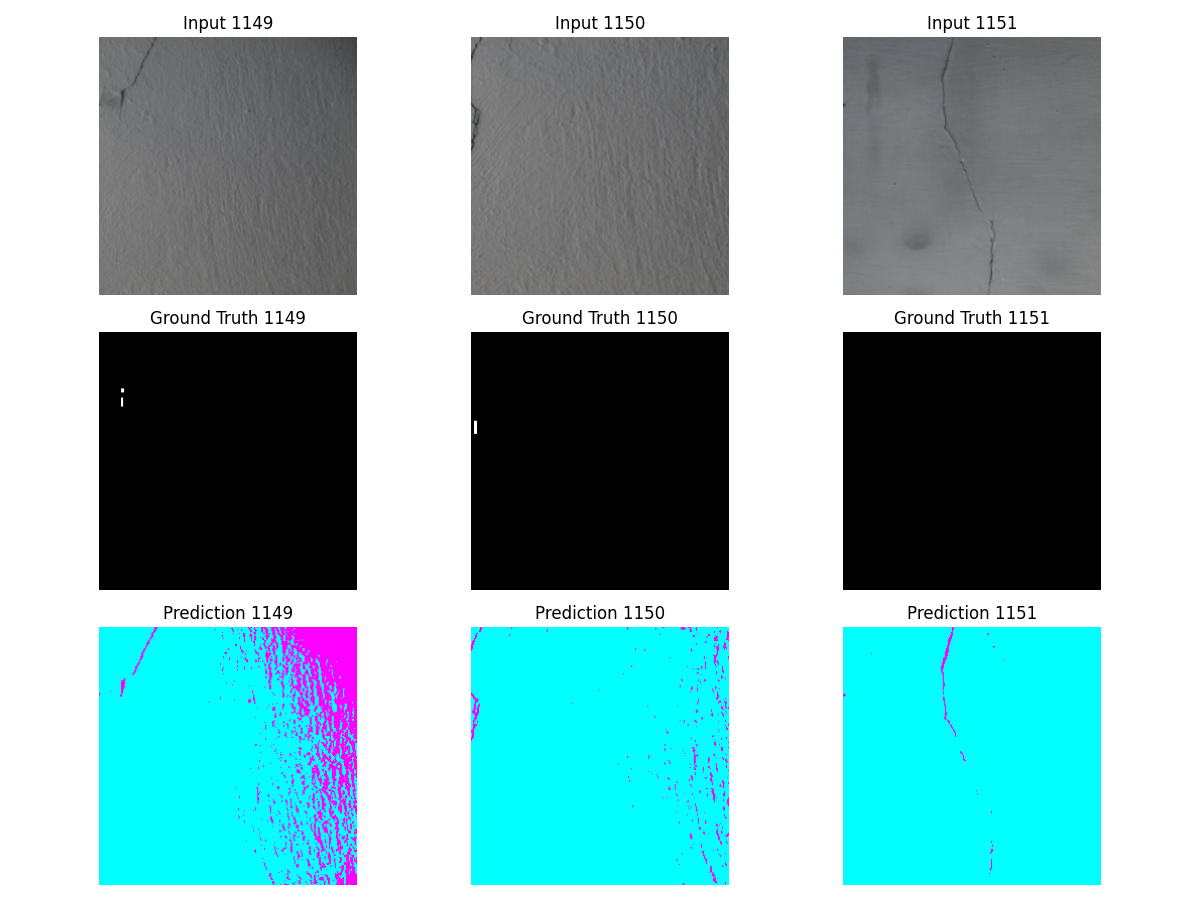 Input 1149
Input 1150
Input 1151
Ground Truth 1149
Ground Truth 1150
Ground Truth 1151
Prediction 1149
Prediction 1150
Prediction 1151